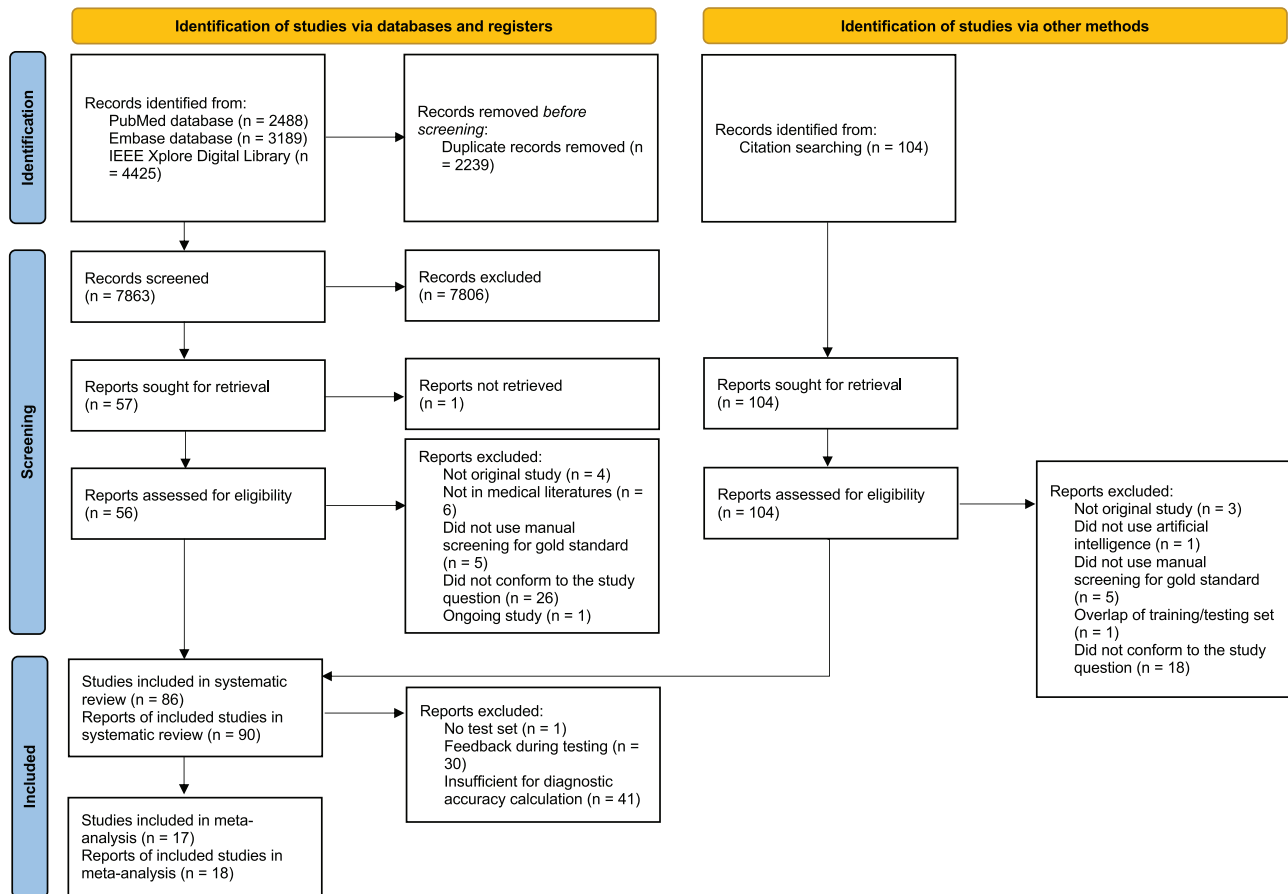 Identification of studies via databases and registers
Identification of studies via other methods
Identification
Records identified from:
PubMed database (n = 2488)
Embase database (n = 3189)
IEEE Xplore Digital Library (n
= 4425)
Records removed before
screening:
Duplicate records removed (n
= 2239)
Records identified from:
Citation searching (n = 104)
Screening
Records screened
(n = 7863)
Records excluded
(n = 7806)
Reports sought for retrieval
(n = 57)
Reports not retrieved
(n = 1)
Reports sought for retrieval
(n = 104)
Reports assessed for eligibility
(n = 56)
Reports excluded:
Not original study (n = 4)
Not in medical literatures (n =
6)
Did not use manual
screening for gold standard
(n = 5)
Did not conform to the study
question (n = 26)
Ongoing study (n = 1)
Reports assessed for eligibility
(n = 104)
Reports excluded:
Not original study (n = 3)
Did not use artificial
intelligence (n = 1)
Did not use manual
screening for gold standard
(n = 5)
Overlap of training/testing set
(n = 1)
Did not conform to the study
question (n = 18)
Included
Studies included in systematic
review (n = 86)
Reports of included studies in
systematic review (n = 90)
Reports excluded:
No test set (n = 1)
Feedback during testing (n =
30)
Insufficient for diagnostic
accuracy calculation (n = 41)
Studies included in meta-
analysis (n = 17)
Reports of included studies in
meta-analysis (n = 18)